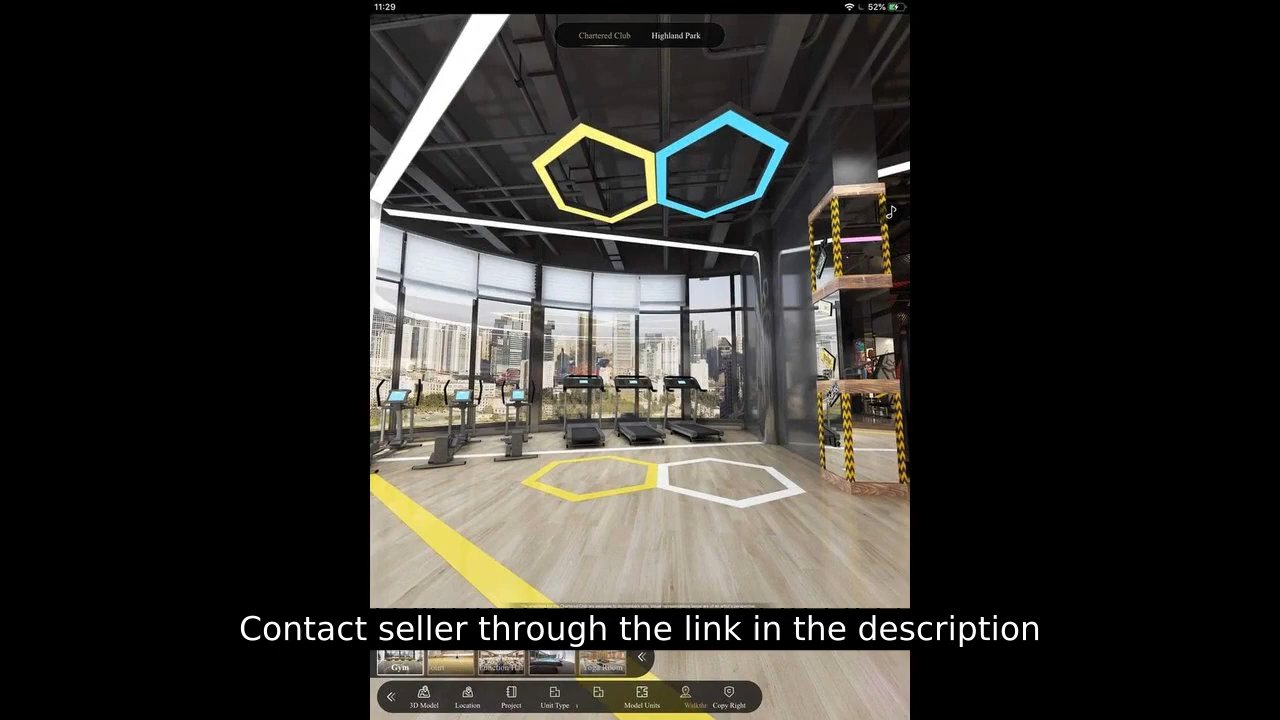 11:29
52%
Chartered Club Highland Park
Contact seller through the link in the description
Gym
Yoga Room
3D Model Location Project Unit Type Model Units Copy Right